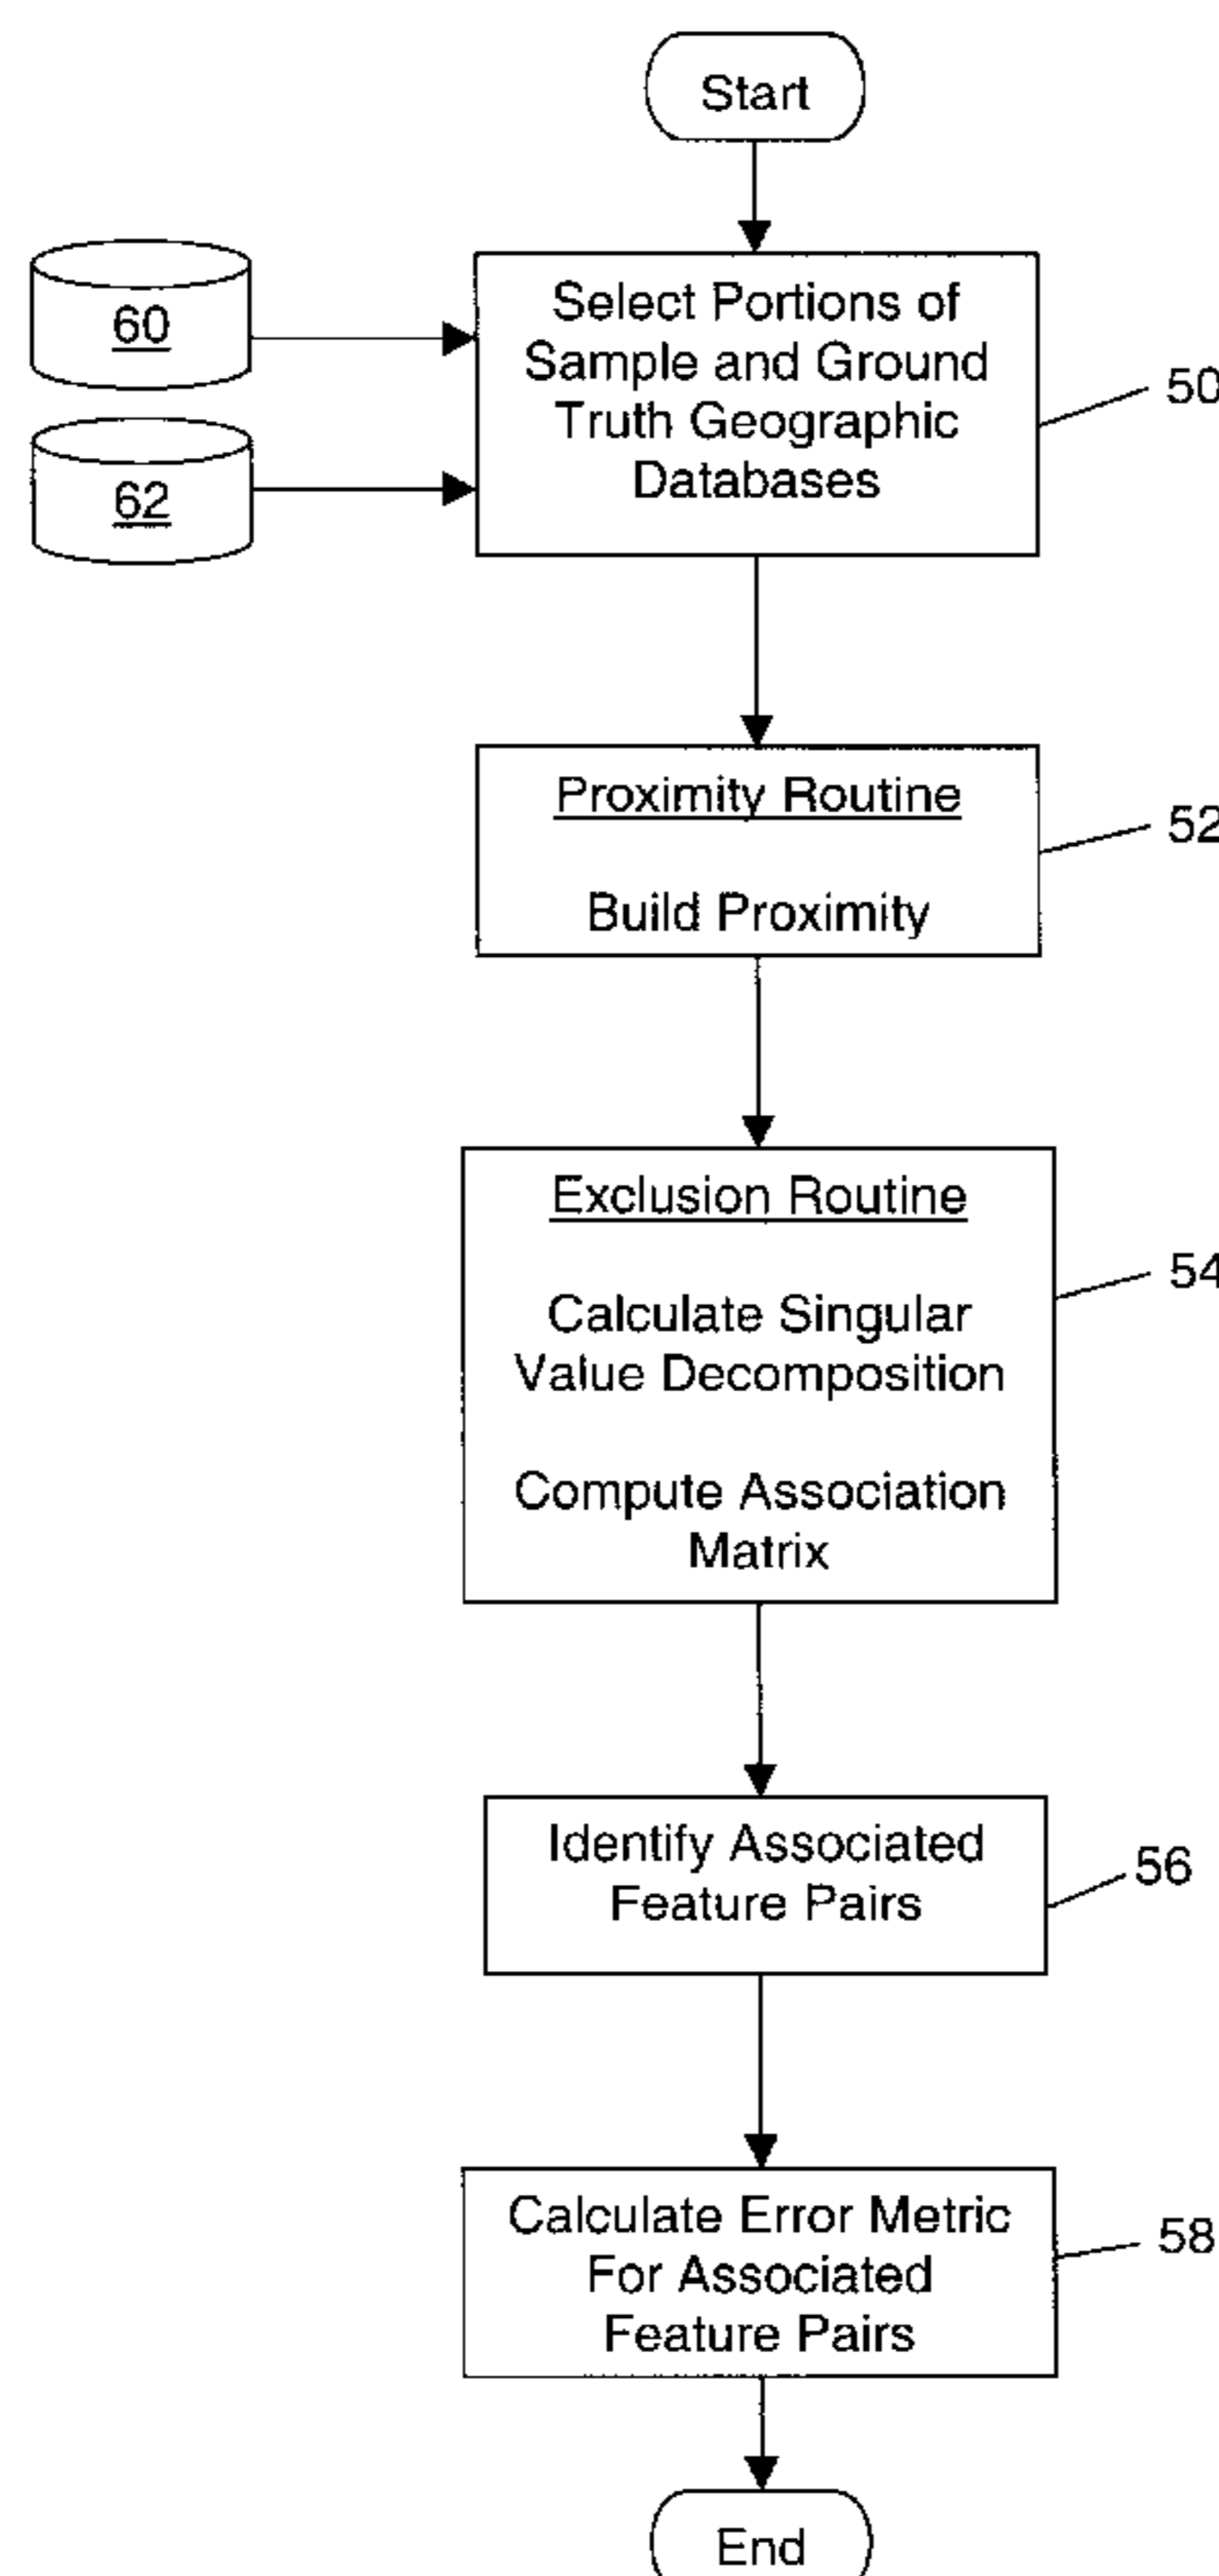 Start
60
62
Select Portions of
Sample and Ground
Truth Geographic
Databases
50
Proximity Routine
Build Proximity
52
Exclusion Routine
Calculate Singular
Value Decomposition
Compute Association
Matrix
54
Identify Associated
Feature Pairs
56
Calculate Error Metric
For Associated
Feature Pairs
58
End